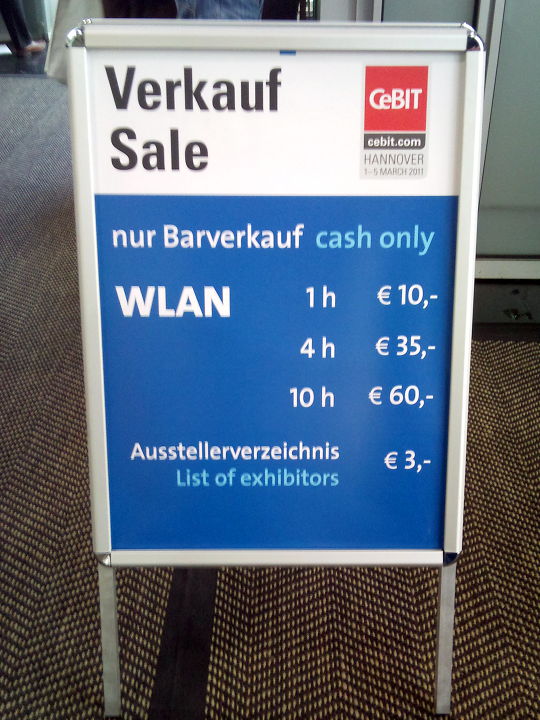 Verkauf
Sale
CeBIT
cebit.com
HANNOVER
1–5 MARCH 2011
nur Barverkauf cash only
WLAN 1 h € 10,-
4 h € 35,-
10 h € 60,-
Ausstellerverzeichnis € 3,-
List of exhibitors